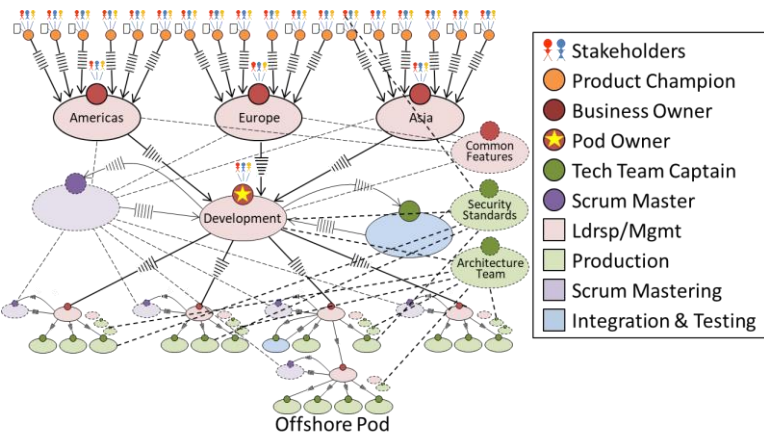 Americas
Europe
Asia
Common
Features
Security
Standards
Development
Architecture
Team
Offshore Pod
Stakeholders
Product Champion
Business Owner
Pod Owner
Tech Team Captain
Scrum Master
Ldrsp/Mgmt
Production
Scrum Mastering
Integration & Testing